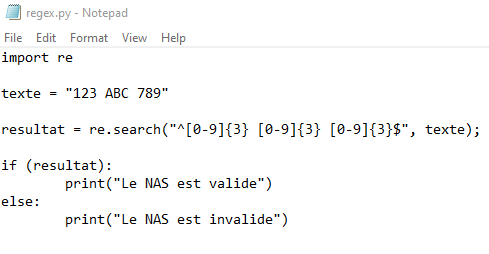 regex.py - Notepad
File Edit Format View Help
import re
texte = "123 ABC 789"
resultat = re.search("^[0-9]{3} [0-9]{3} [0-9]{3}$", texte);
if (resultat):
print("Le NAS est valide")
else:
print("Le NAS est invalide")